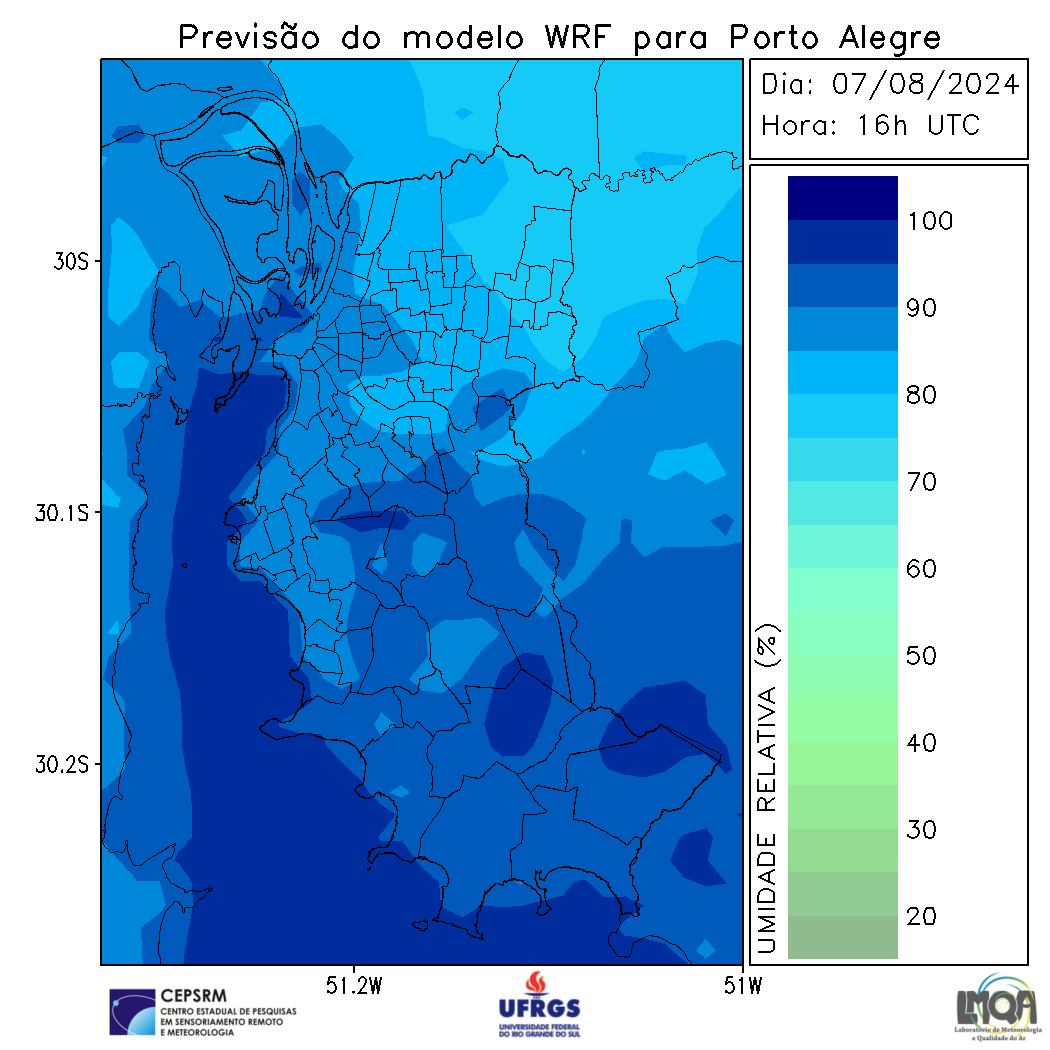 Previsão do modelo WRF para Porto Alegre
Dia: 07/08/2024
Hora: 16h UTC
100
90
80
70
60
50
40
30
20
UMIDADE RELATIVA (%)
30S
30.1S
30.2S
51.2W
51W
CEPSRM
CENTRO ESTADUAL DE PESQUISAS
EM SENSORIAMENTO REMOTO
E METEOROLOGIA
UFRGS
UNIVERSIDADE FEDERAL
DO RIO GRANDE DO SUL
LMQA
Laboratório de Meteorologia
e Qualidade do Ar